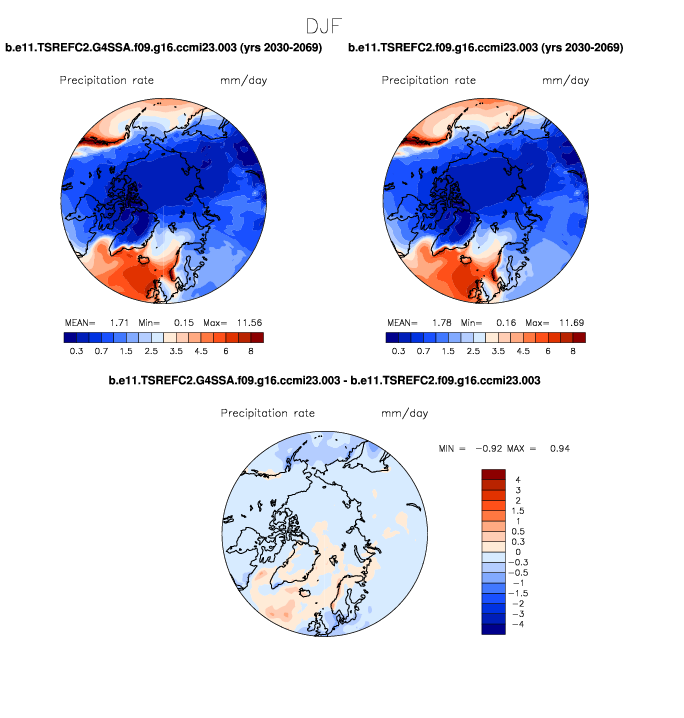 DJF
b.e11.TSREFC2.G4SSA.f09.g16.ccmi23.003 (yrs 2030-2069) b.e11.TSREFC2.f09.g16.ccmi23.003 (yrs 2030-2069)
Precipitation rate mm/day Precipitation rate mm/day
MEAN= 1.71 Min= 0.15 Max= 11.56 MEAN= 1.78 Min= 0.16 Max= 11.69
0.3 0.7 1.5 2.5 3.5 4.5 6 8 0.3 0.7 1.5 2.5 3.5 4.5 6 8
b.e11.TSREFC2.G4SSA.f09.g16.ccmi23.003 - b.e11.TSREFC2.f09.g16.ccmi23.003
Precipitation rate mm/day
MIN = -0.92 MAX = 0.94
4
3
2
1.5
1
0.5
0.3
0
-0.3
-0.5
-1
-1.5
-2
-3
-4